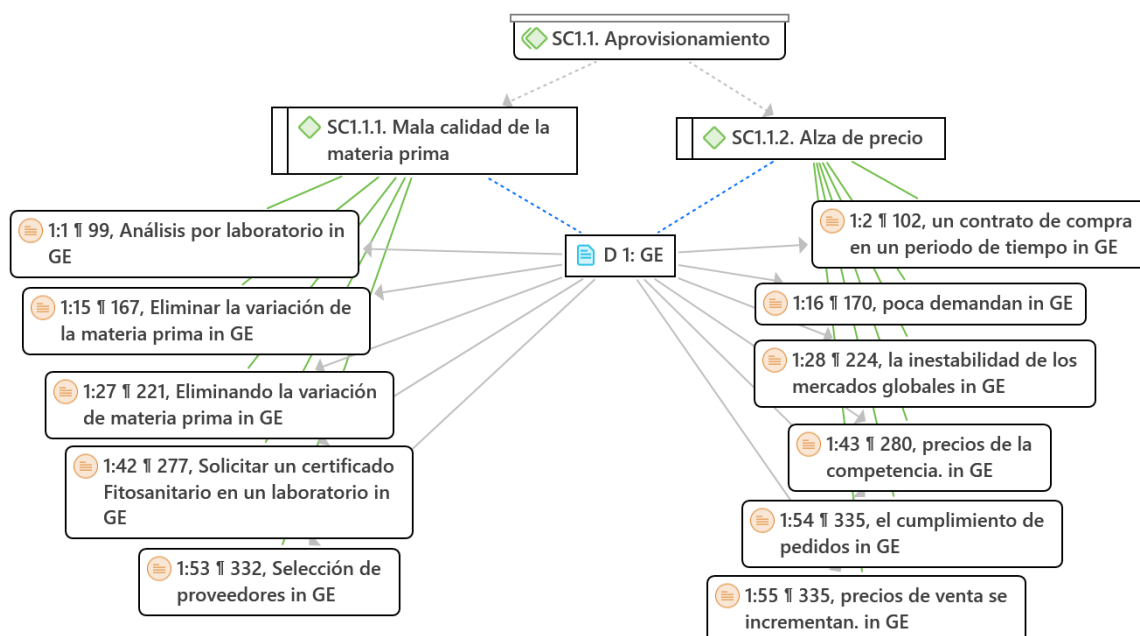 SC1.1. Aprovisionamiento
SC1.1.1. Mala calidad de la
materia prima
SC1.1.2. Alza de precio
1:1 ¶ 99, Análisis por laboratorio in
GE
1:15 ¶ 167, Eliminar la variación de
la materia prima in GE
1:27 ¶ 221, Eliminando la variación
de materia prima in GE
1:42 ¶ 277, Solicitar un certificado
Fitosanitario en un laboratorio in
GE
1:53 ¶ 332, Selección de
proveedores in GE
D 1: GE
1:2 ¶ 102, un contrato de compra
en un periodo de tiempo in GE
1:16 ¶ 170, poca demandan in GE
1:28 ¶ 224, la inestabilidad de los
mercados globales in GE
1:43 ¶ 280, precios de la
competencia. in GE
1:54 ¶ 335, el cumplimiento de
pedidos in GE
1:55 ¶ 335, precios de venta se
incrementan. in GE